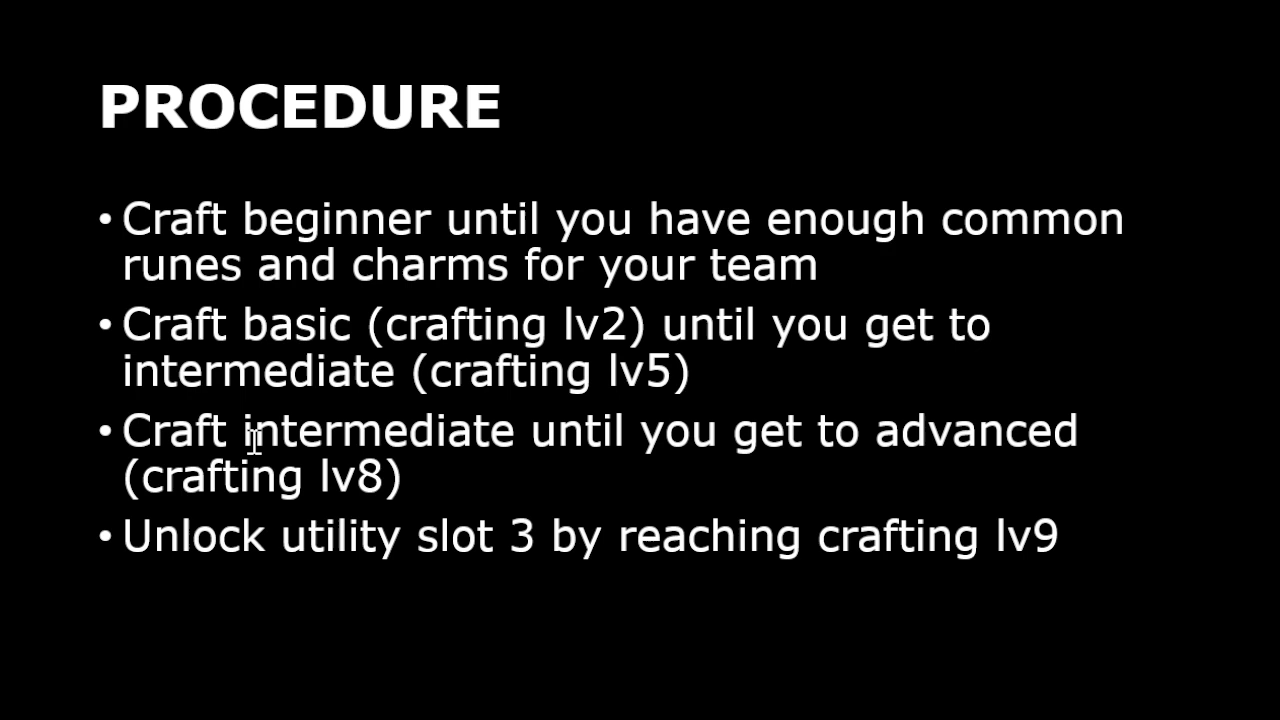 PROCEDURE
• Craft beginner until you have enough common
runes and charms for your team
• Craft basic (crafting lv2) until you get to
intermediate (crafting lv5)
• Craft intermediate until you get to advanced
(crafting lv8)
• Unlock utility slot 3 by reaching crafting lv9